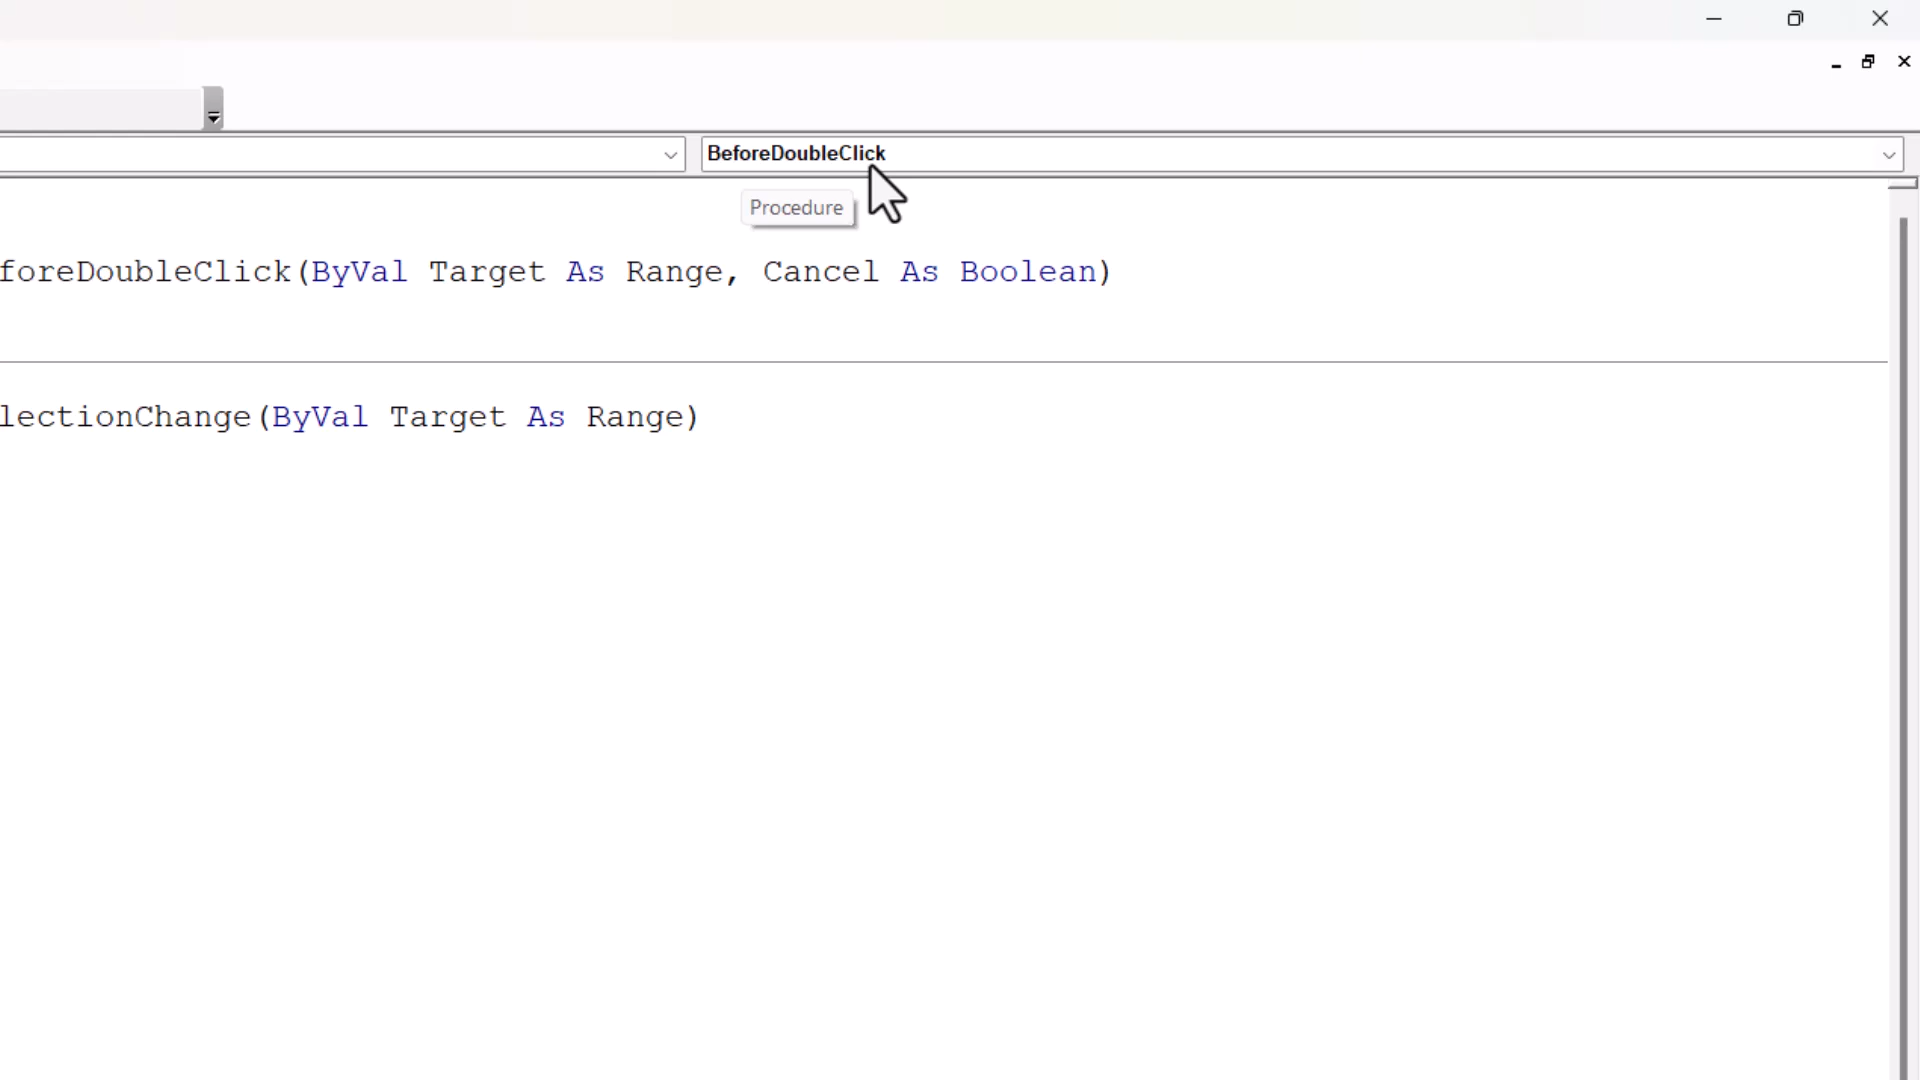 BeforeDoubleClick
Procedure
foreDoubleClick(ByVal Target As Range, Cancel As Boolean)
lectionChange(ByVal Target As Range)